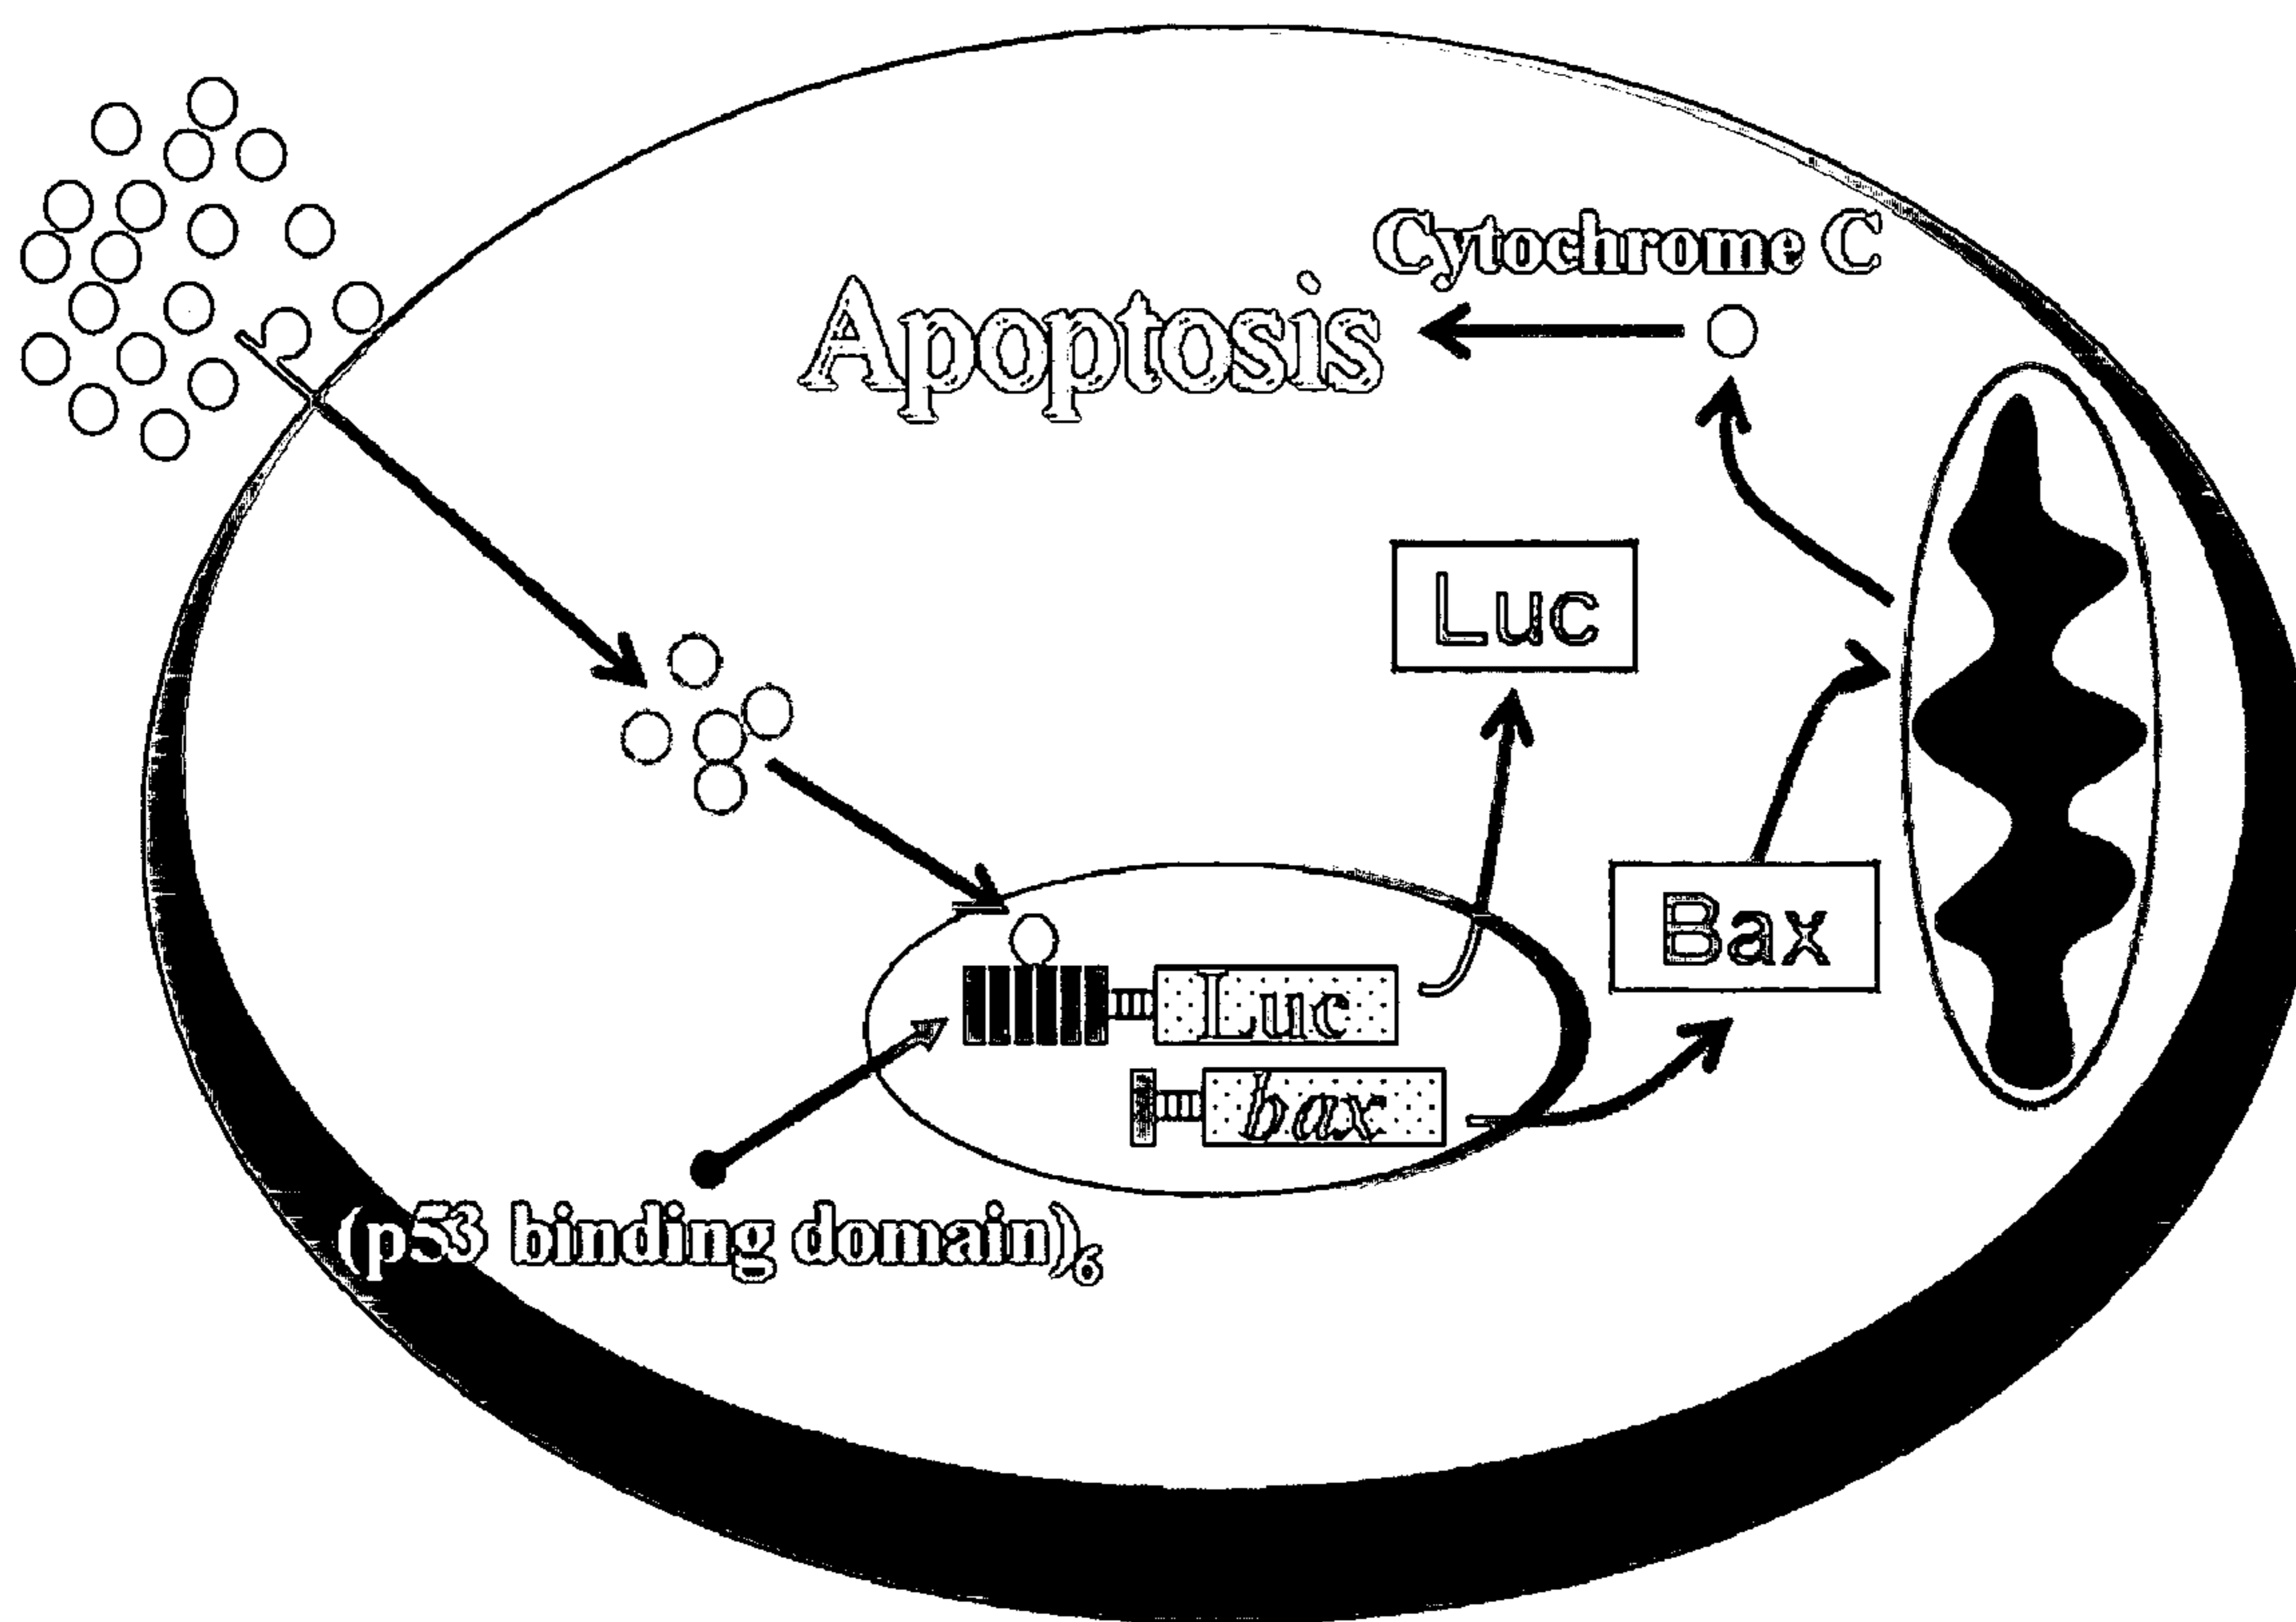 Cytochrome C
Apoptosis
Luc
Bax
Luc
bax
(p53 binding domain)₆